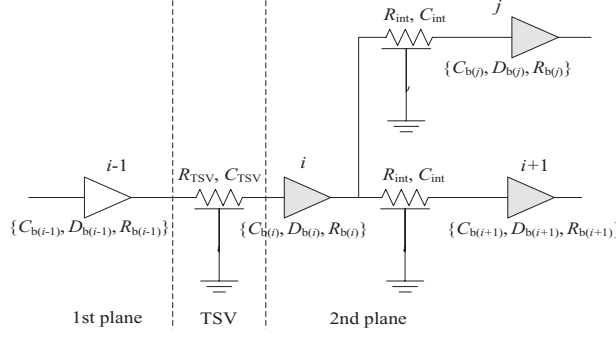 j
R_int, C_int
{C_b(j), D_b(j), R_b(j)}
i-1
R_TSV, C_TSV
i
R_int, C_int
i+1
{C_b(i-1), D_b(i-1), R_b(i-1)}
{C_b(i), D_b(i), R_b(i)}
{C_b(i+1), D_b(i+1), R_b(i+1)}
1st plane
TSV
2nd plane